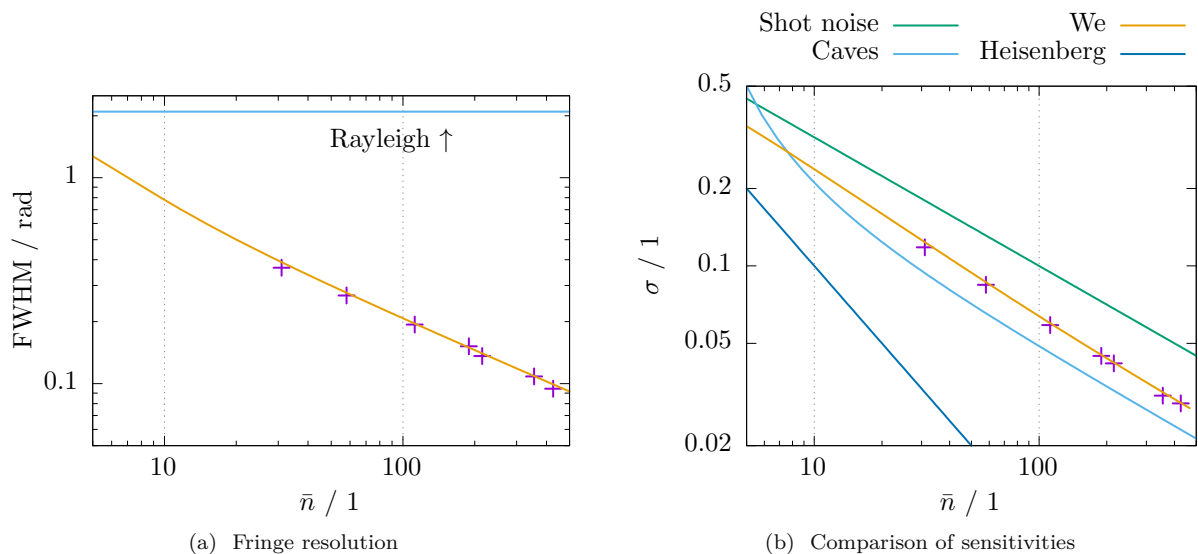 1
0.1
FWHM / rad
Rayleigh ↑
10 100
n̄ / 1
(a) Fringe resolution
Shot noise We
Caves Heisenberg
0.5
0.2
0.1
0.05
0.02
σ / 1
10 100
n̄ / 1
(b) Comparison of sensitivities